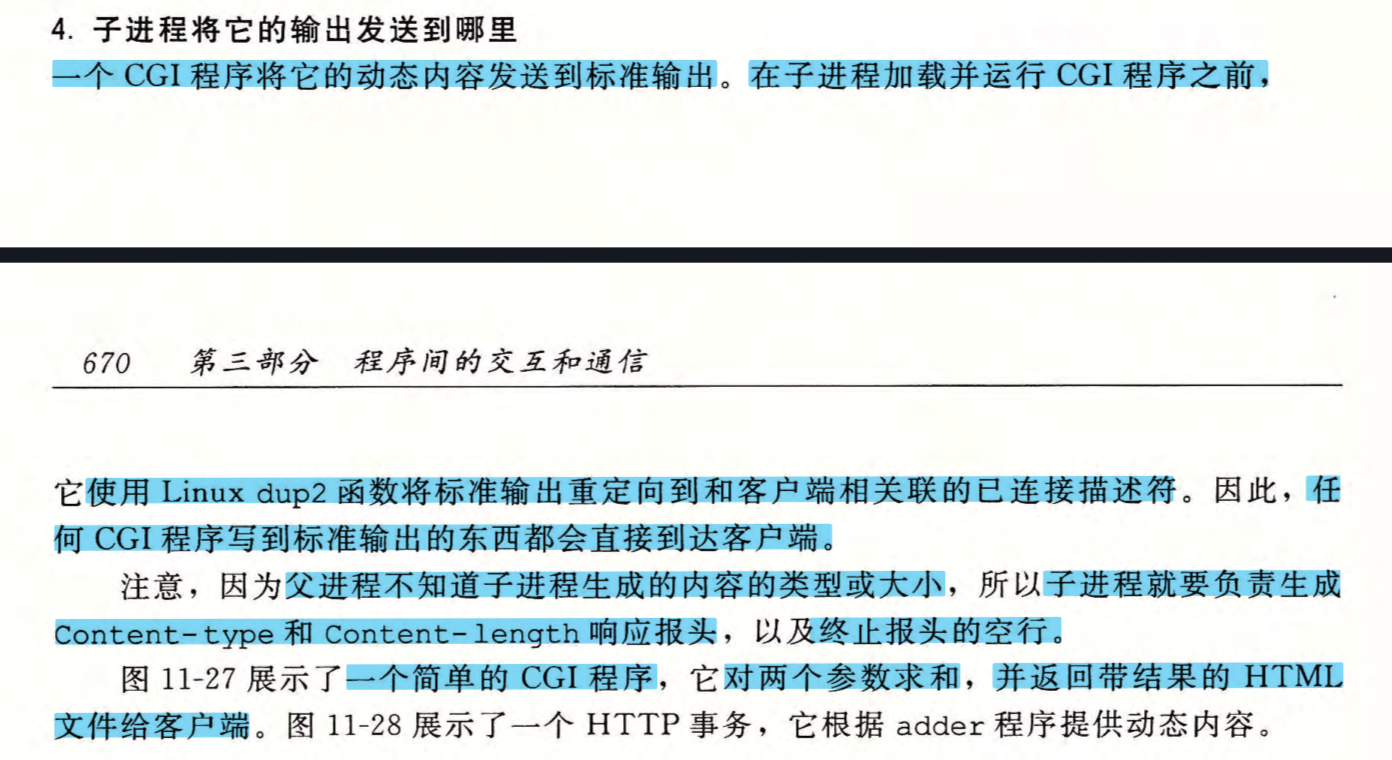 4. 子进程将它的输出发送到哪里
一个 CGI 程序将它的动态内容发送到标准输出。在子进程加载并运行 CGI 程序之前，
670 第三部分 程序间的交互和通信
它使用 Linux dup2 函数将标准输出重定向到和客户端相关联的已连接描述符。因此，任
何 CGI 程序写到标准输出的东西都会直接到达客户端。
注意，因为父进程不知道子进程生成的内容的类型或大小，所以子进程就要负责生成
Content-type 和 Content-length 响应报头，以及终止报头的空行。
图 11-27 展示了一个简单的 CGI 程序，它对两个参数求和，并返回带结果的 HTML
文件给客户端。图 11-28 展示了一个 HTTP 事务，它根据 adder 程序提供动态内容。